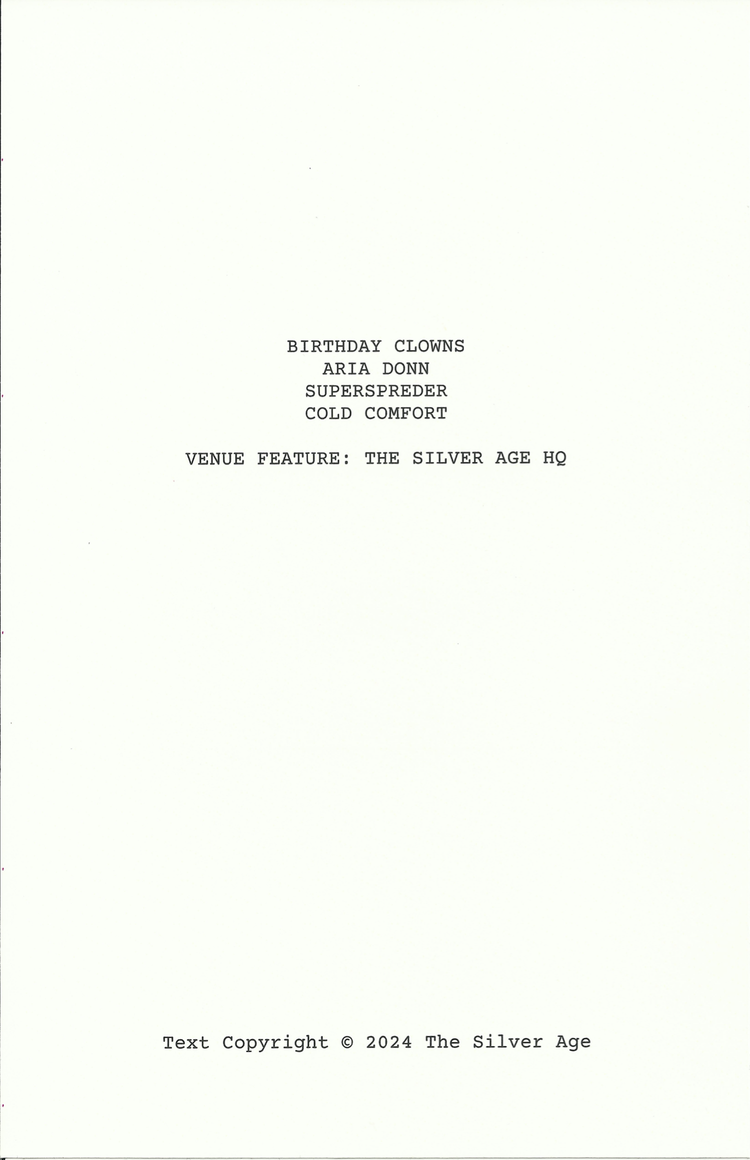 BIRTHDAY CLOWNS
ARIA DONN
SUPERSPREDER
COLD COMFORT
VENUE FEATURE: THE SILVER AGE HQ
Text Copyright © 2024 The Silver Age